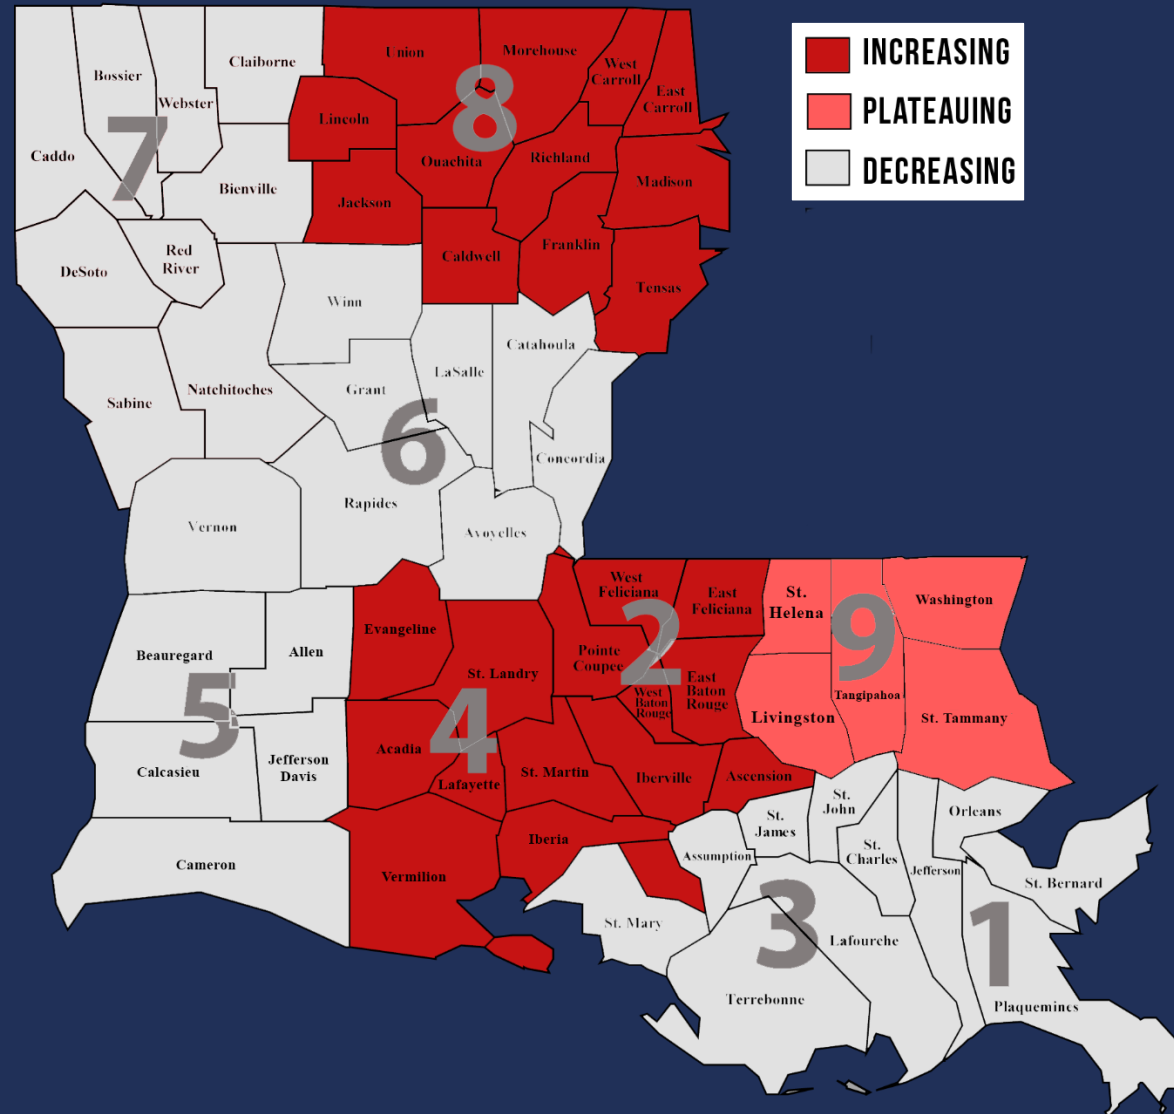 INCREASING
PLATEAUING
DECREASING
Union
Morehouse
Claiborne
West
Carroll
Bossier
East
Carroll
Webster
8
Lincoln
7
Caddo
Ouachita
Richland
Madison
Bienville
Jackson
Red
River
Franklin
Caldwell
DeSoto
Tensas
Winn
Catahoula
LaSalle
Natchitoches
Grant
Sabine
6
Concordia
Rapides
Vernon
Avoyelles
West
Feliciana
East
Feliciana
St.
Helena
Washington
Evangeline
2
9
Beauregard
Allen
Pointe
Coupee
St. Landry
East
Baton
Rouge
Tangipahoa
West
Baton
Rouge
Livingston
St. Tammany
5
4
Acadia
Jefferson
Davis
Calcasieu
St. Martin
Iberville
Ascension
Lafayette
St.
John
Orleans
St.
James
Iberia
St.
Charles
Assumption
Cameron
Jefferson
Vermilion
St. Bernard
3
1
St. Mary
Lafourche
Terrebonne
Plaquemines